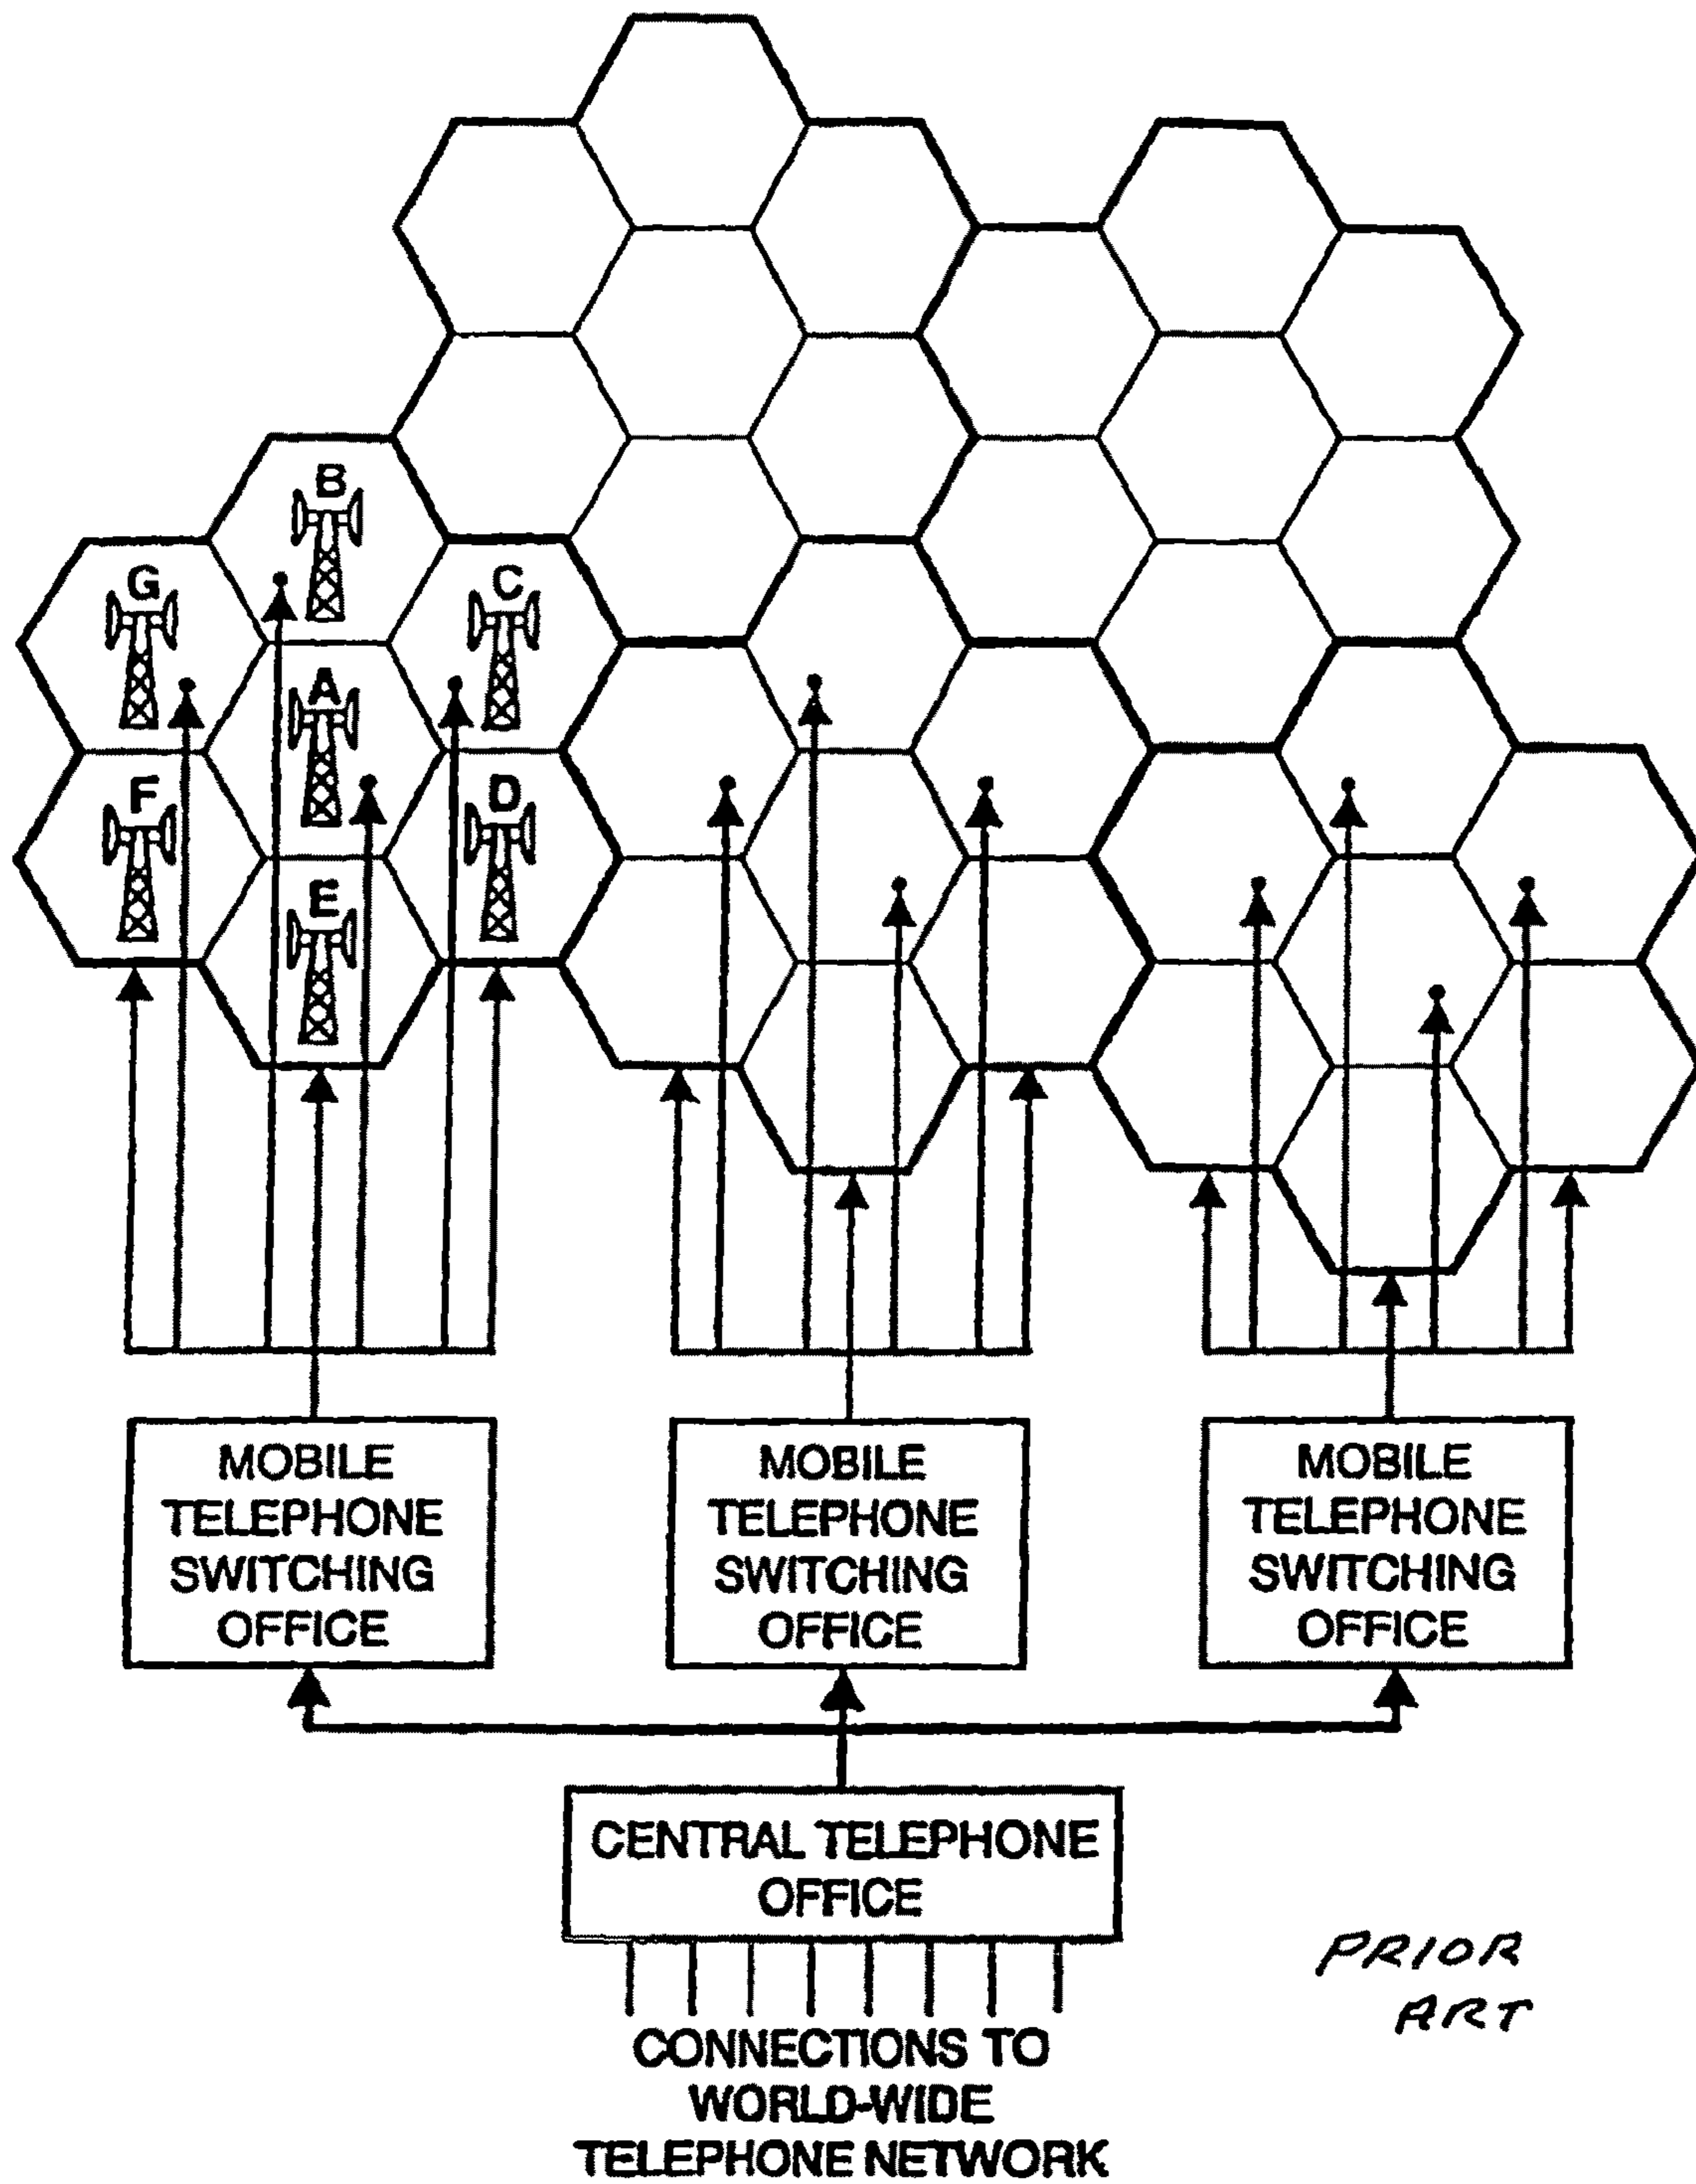 B
G
C
A
F
D
E
MOBILE
TELEPHONE
SWITCHING
OFFICE
MOBILE
TELEPHONE
SWITCHING
OFFICE
MOBILE
TELEPHONE
SWITCHING
OFFICE
CENTRAL TELEPHONE
OFFICE
CONNECTIONS TO
WORLD-WIDE
TELEPHONE NETWORK
PRIOR
ART